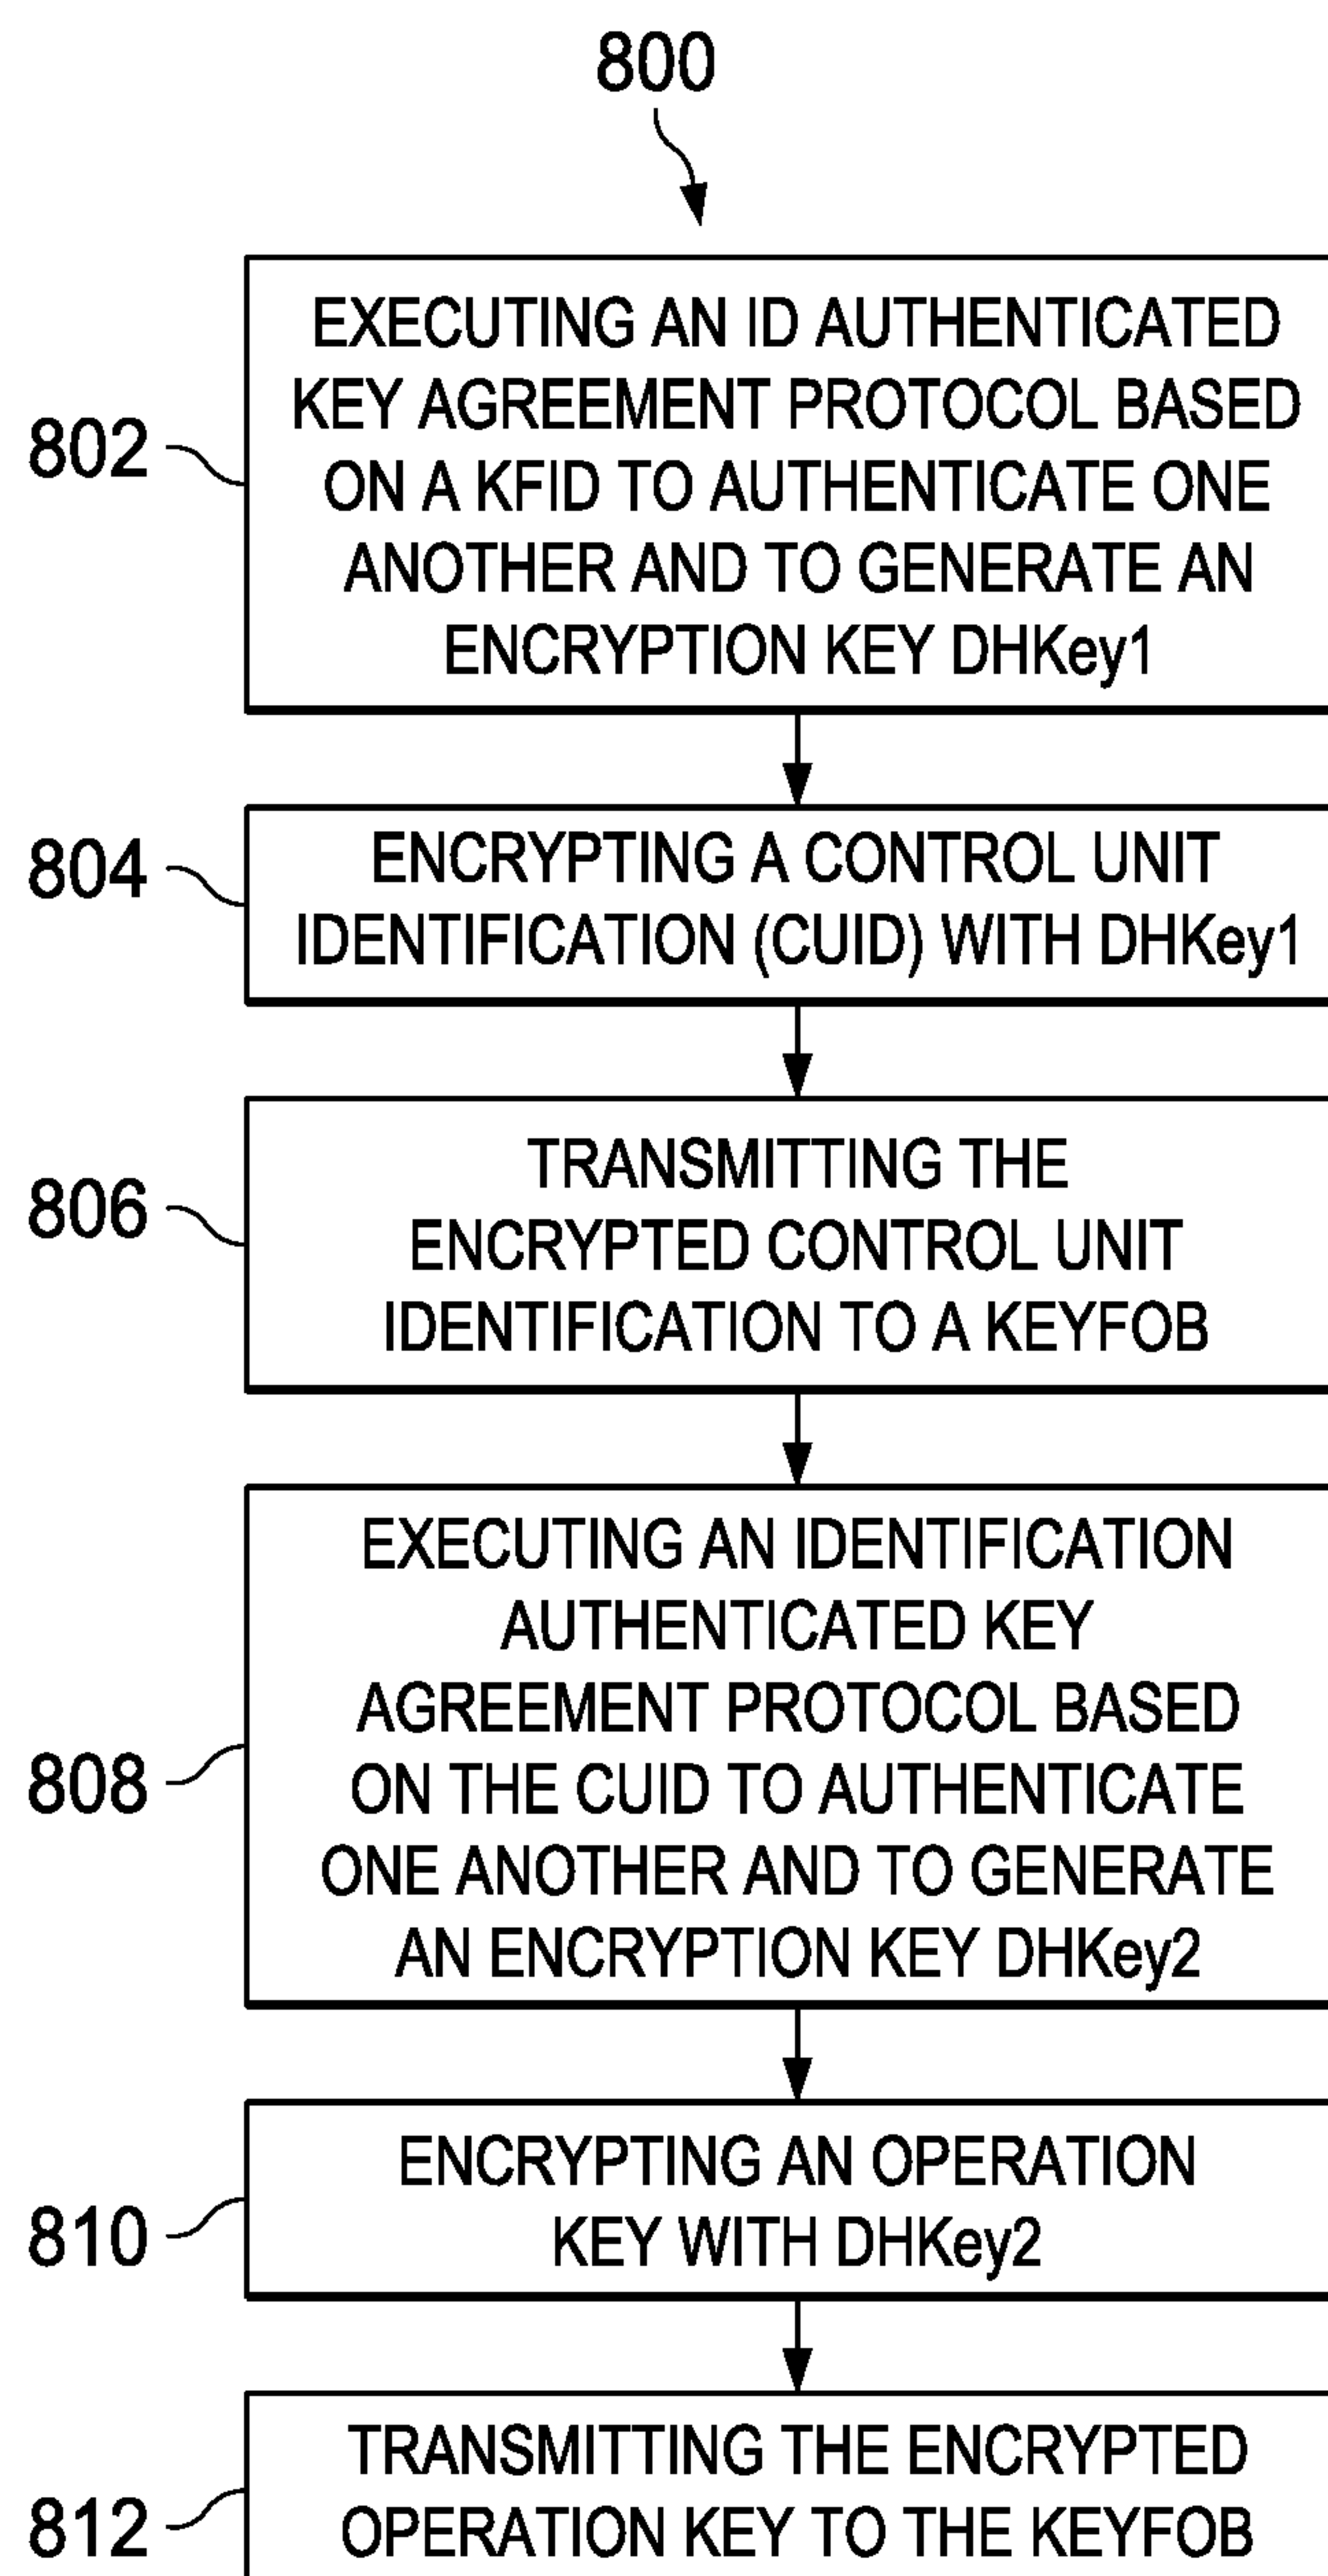 800
802
EXECUTING AN ID AUTHENTICATED
KEY AGREEMENT PROTOCOL BASED
ON A KFID TO AUTHENTICATE ONE
ANOTHER AND TO GENERATE AN
ENCRYPTION KEY DHKey1
804
ENCRYPTING A CONTROL UNIT
IDENTIFICATION (CUID) WITH DHKey1
806
TRANSMITTING THE
ENCRYPTED CONTROL UNIT
IDENTIFICATION TO A KEYFOB
808
EXECUTING AN IDENTIFICATION
AUTHENTICATED KEY
AGREEMENT PROTOCOL BASED
ON THE CUID TO AUTHENTICATE
ONE ANOTHER AND TO GENERATE
AN ENCRYPTION KEY DHKey2
810
ENCRYPTING AN OPERATION
KEY WITH DHKey2
812
TRANSMITTING THE ENCRYPTED
OPERATION KEY TO THE KEYFOB